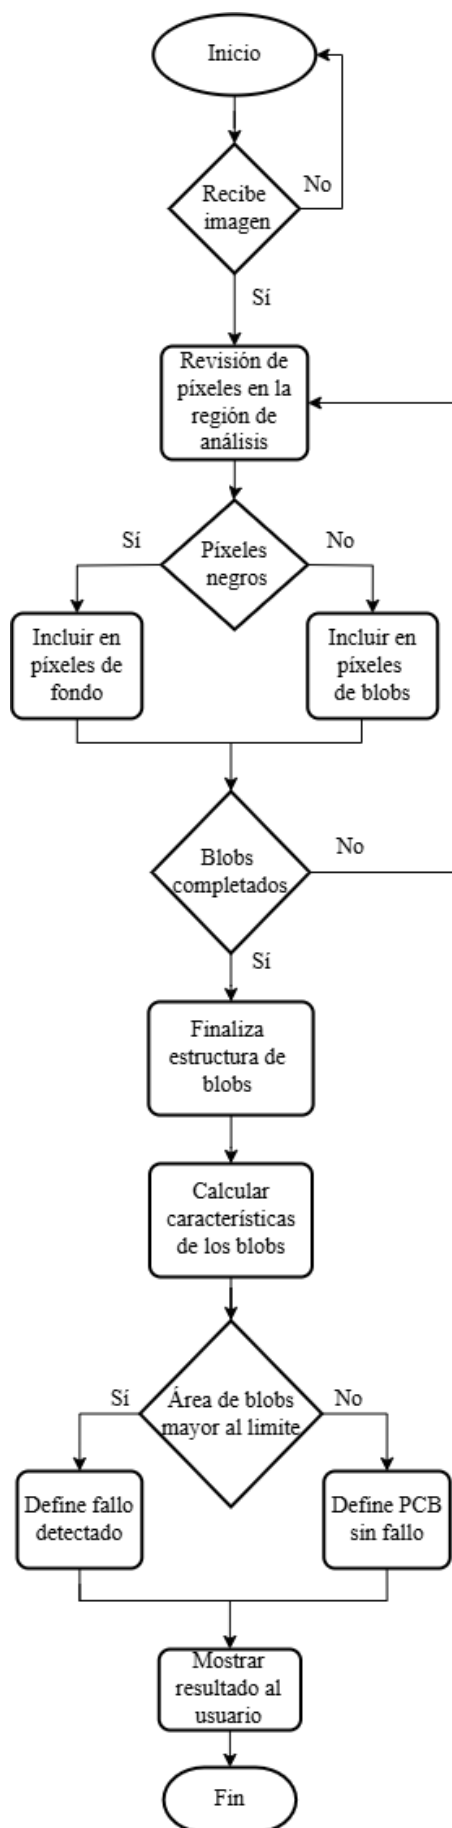 Inicio
Recibe
imagen
No
Sí
Revisión de
píxeles en la
región de
análisis
Sí
Píxeles
negros
No
Incluir en
píxeles de
fondo
Incluir en
píxeles
de blobs
Blobs
completados
No
Sí
Finaliza
estructura de
blobs
Calcular
características
de los blobs
Sí
Área de blobs
mayor al limite
No
Define fallo
detectado
Define PCB
sin fallo
Mostrar
resultado al
usuario
Fin